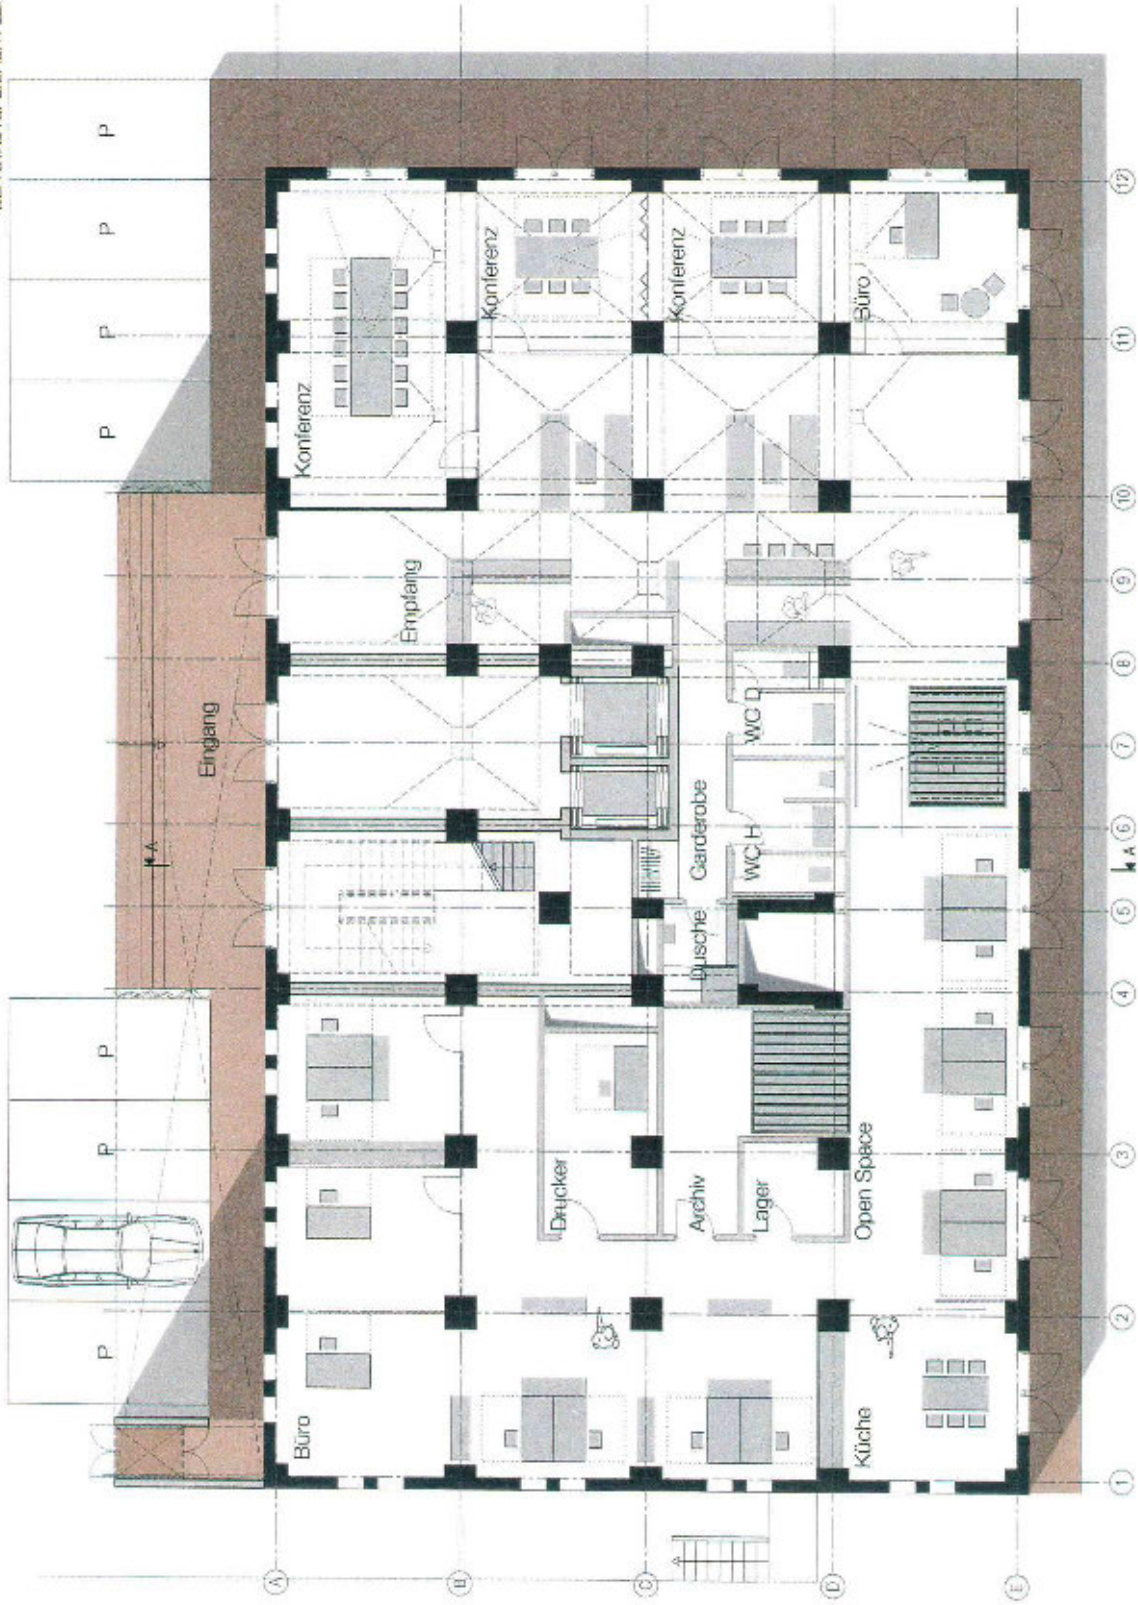 P
P
P
P
P
P
P
Eingang
A
Konferenz
Konferenz
Konferenz
Büro
Empfang
WC D
WC H
Garderobe
Dusche
Drucker
Archiv
Lager
Open Space
Büro
Küche
A
B
C
D
E
1
2
3
4
5
6
7
8
9
10
11
12
A